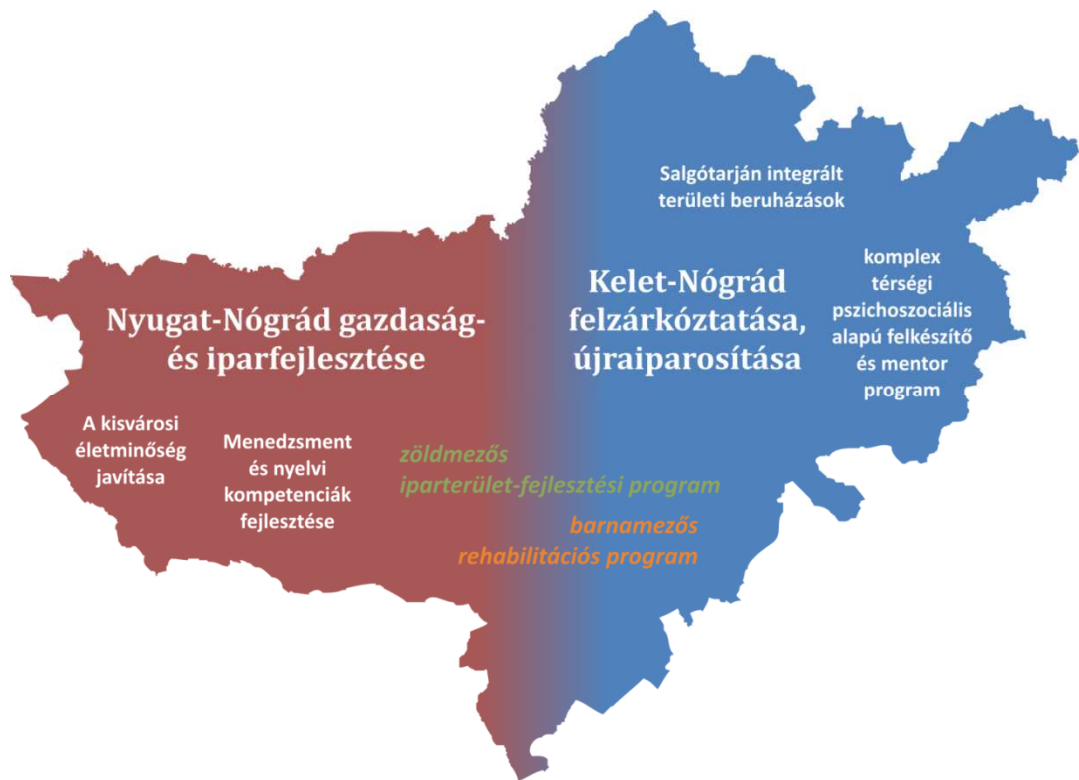 Salgótarján integrált
területi beruházások
Kelet-Nógrád
felzárkóztatása,
újraiparosítása
komplex
térségi
pszichoszociális
alapú felkészítő
és mentor
program
Nyugat-Nógrád gazdaság-
és iparfejlesztése
A kisvárosi
életminőség
javítása
Menedzsment
és nyelvi
kompetenciák
fejlesztése
zöldmezős
iparterület-fejlesztési program
barnamezős
rehabilitációs program